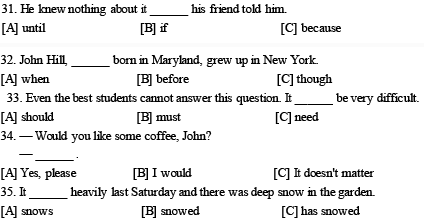 31. He knew nothing about it ______ his friend told him.
[A] until [B] if [C] because
32. John Hill, ______ born in Maryland, grew up in New York.
[A] when [B] before [C] though
33. Even the best students cannot answer this question. It ______ be very difficult.
[A] should [B] must [C] need
34. — Would you like some coffee, John?
— ______ .
[A] Yes, please [B] I would [C] It doesn't matter
35. It ______ heavily last Saturday and there was deep snow in the garden.
[A] snows [B] snowed [C] has snowed